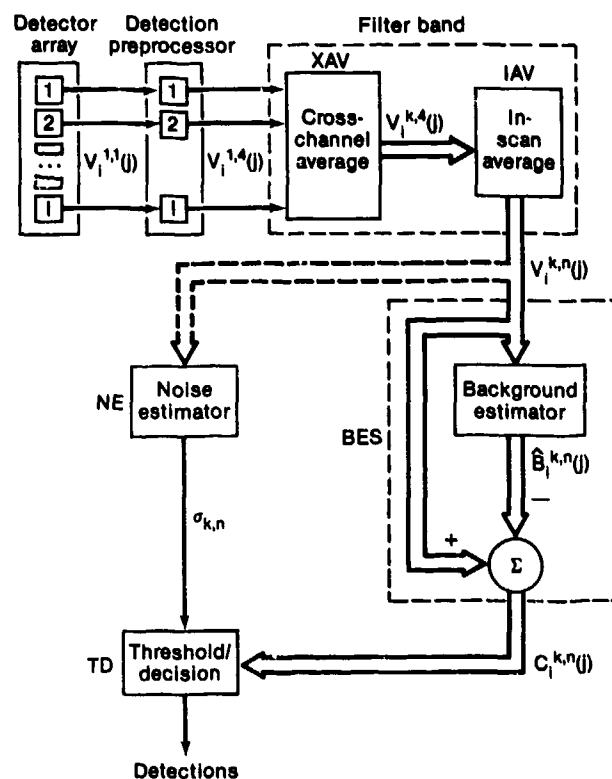 Detector array
Detection preprocessor
Filter band
XAV
IAV
1
1
2
2
...
I
I
V_i^{1,1}(j)
V_i^{1,4}(j)
Cross-channel average
V_i^{k,4}(j)
In-scan average
V_i^{k,n}(j)
NE
Noise estimator
BES
Background estimator
B̂_i^{k,n}(j)
−
+
Σ
σ_{k,n}
TD
Threshold/decision
C_i^{k,n}(j)
Detections